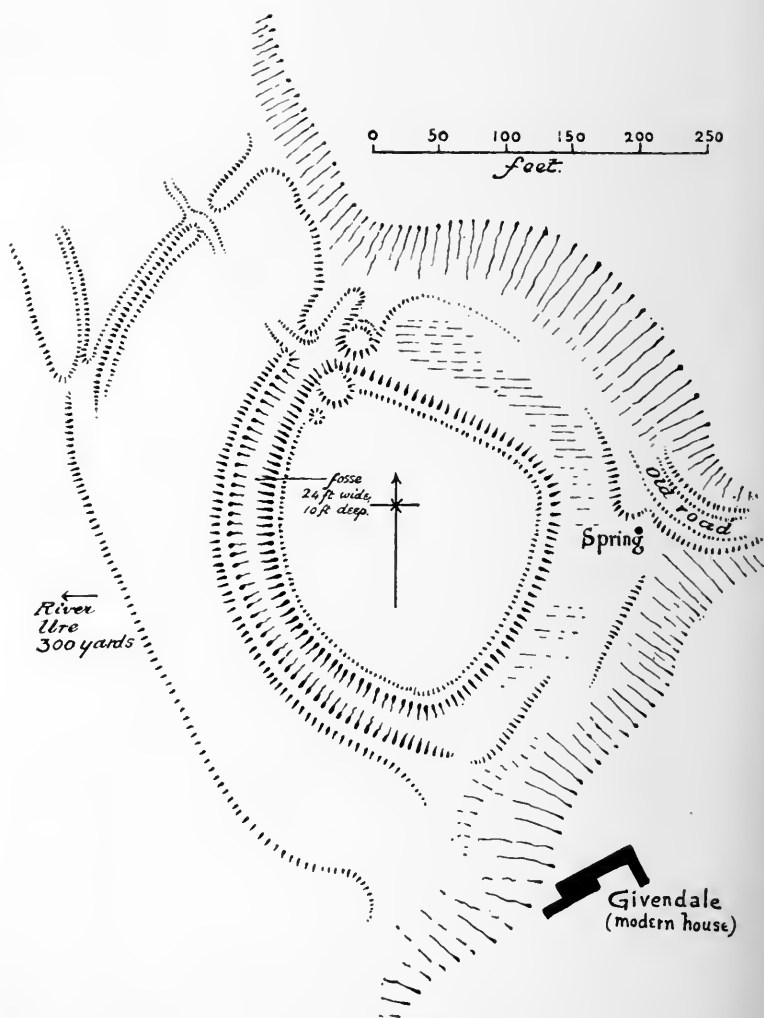 0 50 100 150 200 250
feet.
fosse
24 ft wide,
10 ft deep.
Old road
Spring
River
Ure
300 yards
Givendale
(modern house)